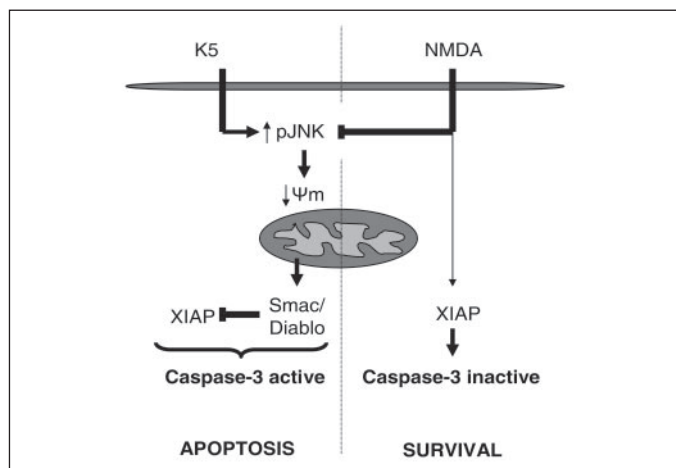 K5 NMDA
↑ pJNK
↓ Ψm
XIAP Smac/
Diablo XIAP
Caspase-3 active Caspase-3 inactive
APOPTOSIS SURVIVAL